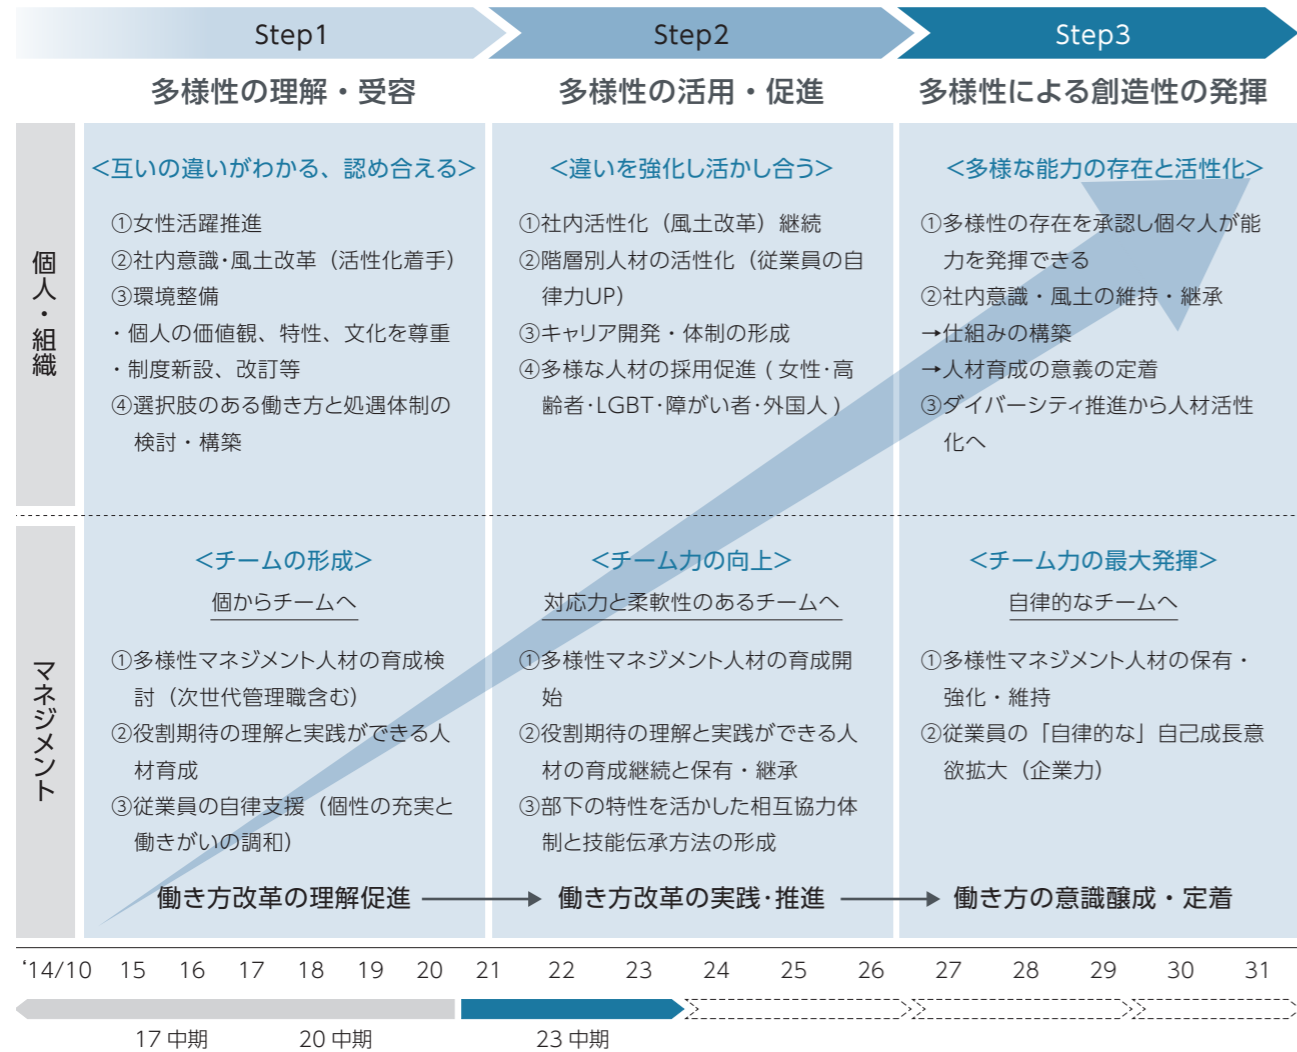 Step1
Step2
Step3
多様性の理解・受容
多様性の活用・促進
多様性による創造性の発揮
個人・組織
<互いの違いがわかる、認め合える>
①女性活躍推進
②社内意識・風土改革（活性化着手）
③環境整備
・個人の価値観、特性、文化を尊重
・制度新設、改訂等
④選択肢のある働き方と処遇体制の
検討・構築
<違いを強化し活かし合う>
①社内活性化（風土改革）継続
②階層別人材の活性化（従業員の自
律力UP）
③キャリア開発・体制の形成
④多様な人材の採用促進 ( 女性・高
齢者・LGBT・障がい者・外国人 )
<多様な能力の存在と活性化>
①多様性の存在を承認し個々人が能
力を発揮できる
②社内意識・風土の維持・継承
→仕組みの構築
→人材育成の意義の定着
③ダイバーシティ推進から人材活性
化へ
マネジメント
<チームの形成>
個からチームへ
①多様性マネジメント人材の育成検
討（次世代管理職含む）
②役割期待の理解と実践ができる人
材育成
③従業員の自律支援（個性の充実と
働きがいの調和）
<チーム力の向上>
対応力と柔軟性のあるチームへ
①多様性マネジメント人材の育成開
始
②役割期待の理解と実践ができる人
材の育成継続と保有・継承
③部下の特性を活かした相互協力体
制と技能伝承方法の形成
<チーム力の最大発揮>
自律的なチームへ
①多様性マネジメント人材の保有・
強化・維持
②従業員の「自律的な」自己成長意
欲拡大（企業力）
働き方改革の理解促進
働き方改革の実践・推進
働き方の意識醸成・定着
‘14/10 15 16 17 18 19 20 21 22 23 24 25 26 27 28 29 30 31
17 中期 20 中期 23 中期